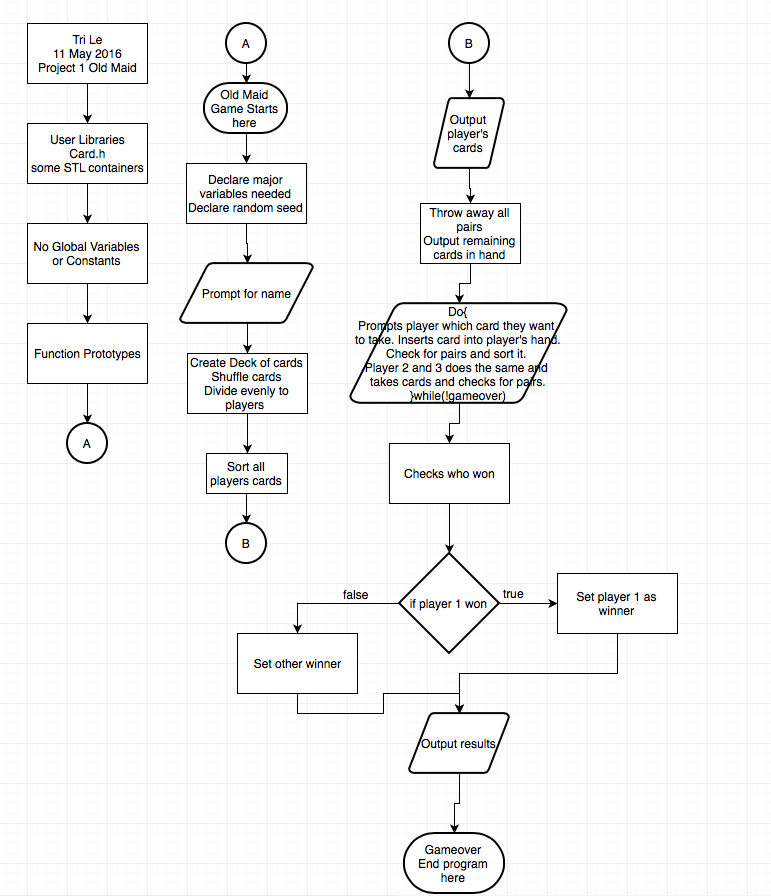 Tri Le
11 May 2016
Project 1 Old Maid
User Libraries
Card.h
some STL containers
No Global Variables
or Constants
Function Prototypes
A
A
Old Maid
Game Starts
here
Declare major
variables needed
Declare random seed
Prompt for name
Create Deck of cards
Shuffle cards
Divide evenly to
players
Sort all
players cards
B
B
Output
player's
cards
Throw away all
pairs
Output remaining
cards in hand
Do{
Prompts player which card they want
to take. Inserts card into player's hand.
Check for pairs and sort it.
Player 2 and 3 does the same and
takes cards and checks for pairs.
}while(!gameover)
Checks who won
if player 1 won
false
true
Set player 1 as
winner
Set other winner
Output results
Gameover
End program
here